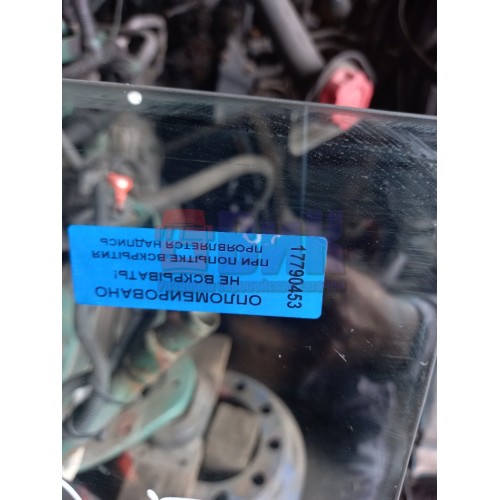 ОПЛОМБИРОВАНО
НЕ ВСКРЫВАТЬ!
ПРИ ПОПЫТКЕ ВСКРЫТИЯ
ПРОЯВЛЯЕТСЯ НАДПИСЬ
17790453